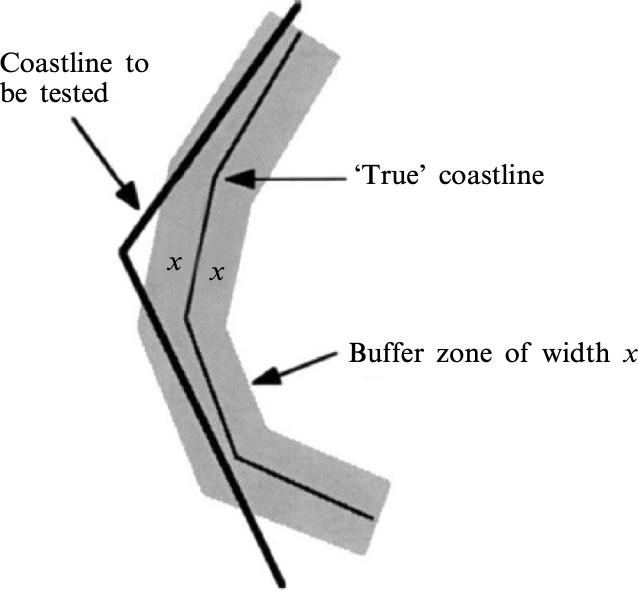 Coastline to
be tested
‘True’ coastline
x
x
Buffer zone of width x